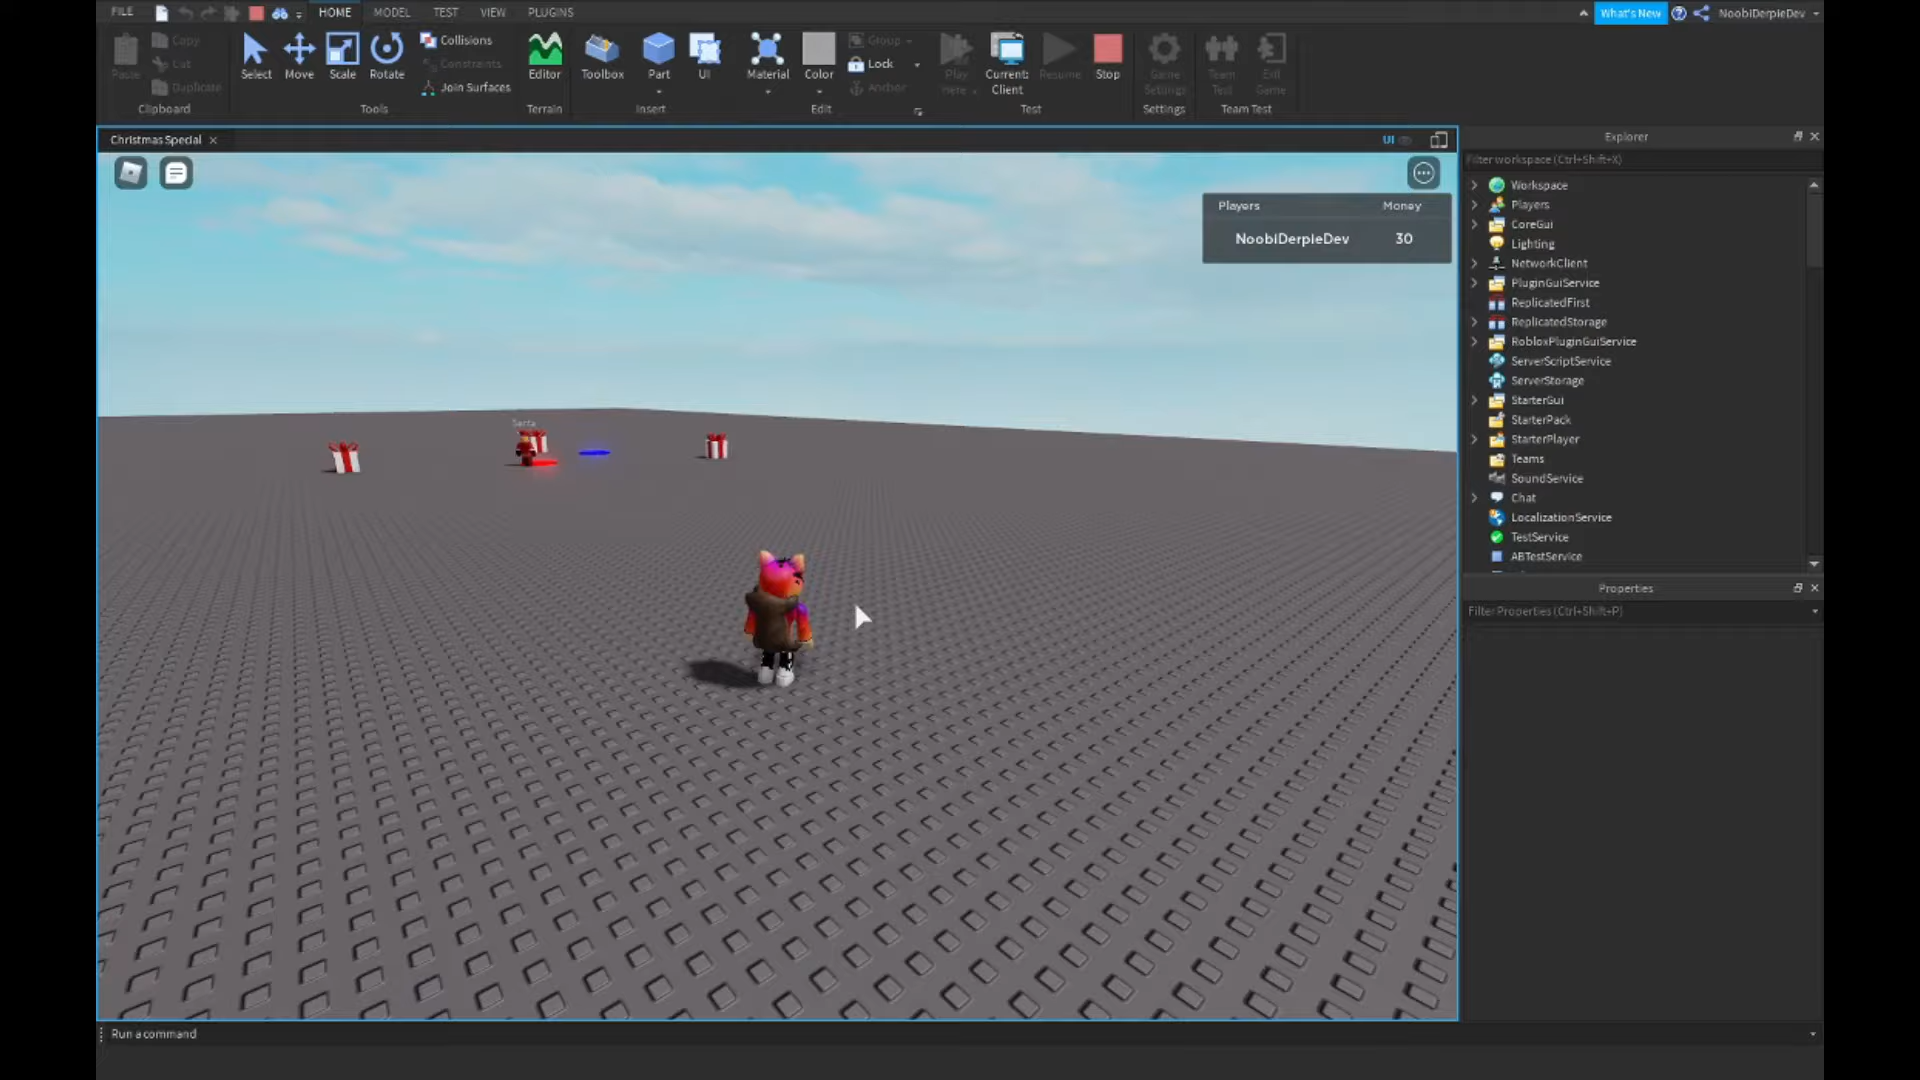 FILE HOME MODEL TEST VIEW PLUGINS What's New NoobiDerpieDev
Copy Collisions Group
Cut Constraints Lock
Paste Duplicate Select Move Scale Rotate Join Surfaces Editor Toolbox Part UI Material Color Anchor Play Here Current: Client Resume Stop Game Settings Team Test Exit Game
Clipboard Tools Terrain Insert Edit Test Settings Team Test
Christmas Special UI Explorer
Filter workspace (Ctrl+Shift+X)
Players Money
NoobiDerpieDev 30
Santa
Workspace
Players
CoreGui
Lighting
NetworkClient
PluginGuiService
ReplicatedFirst
ReplicatedStorage
RobloxPluginGuiService
ServerScriptService
ServerStorage
StarterGui
StarterPack
StarterPlayer
Teams
SoundService
Chat
LocalizationService
TestService
ABTestService
Properties
Filter Properties (Ctrl+Shift+P)
Run a command